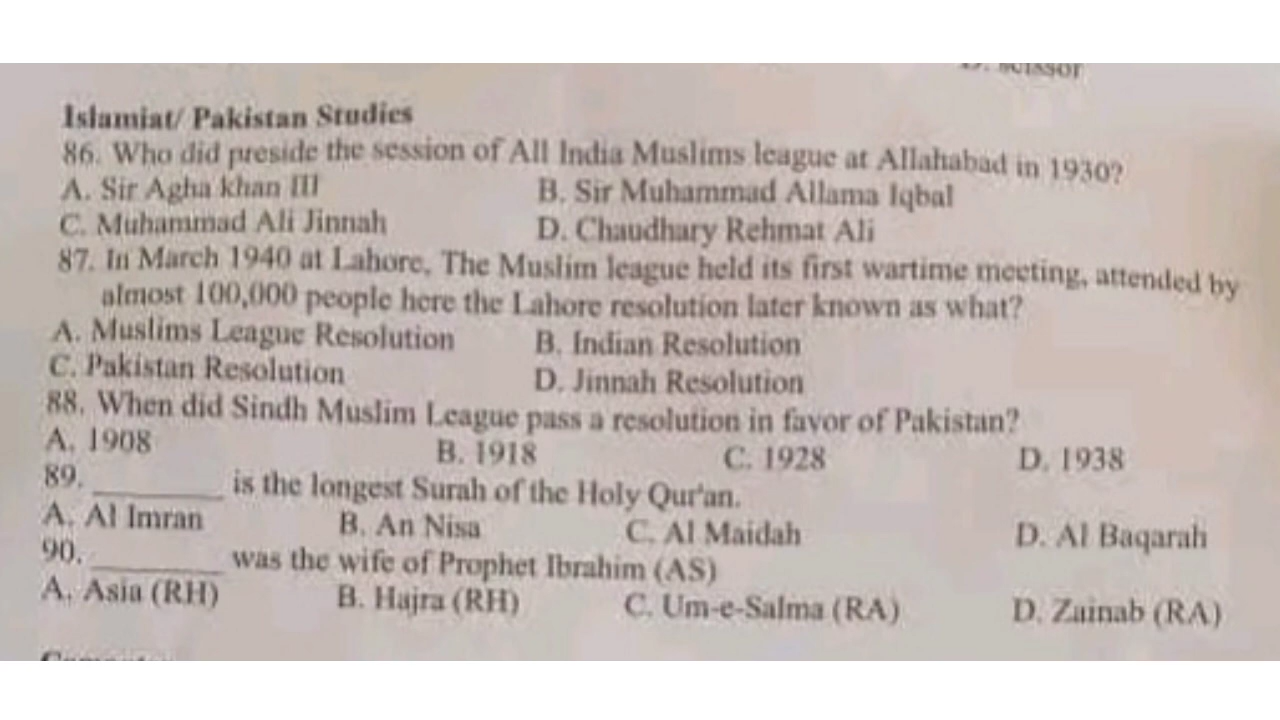 Islamiat/ Pakistan Studies
86. Who did preside the session of All India Muslims league at Allahabad in 1930?
A. Sir Agha khan III B. Sir Muhammad Allama Iqbal
C. Muhammad Ali Jinnah D. Chaudhary Rehmat Ali
87. In March 1940 at Lahore, The Muslim league held its first wartime meeting, attended by
almost 100,000 people here the Lahore resolution later known as what?
A. Muslims League Resolution B. Indian Resolution
C. Pakistan Resolution D. Jinnah Resolution
88. When did Sindh Muslim League pass a resolution in favor of Pakistan?
A. 1908 B. 1918 C. 1928 D. 1938
89. ________ is the longest Surah of the Holy Qur'an.
A. Al Imran B. An Nisa C. Al Maidah D. Al Baqarah
90. ________ was the wife of Prophet Ibrahim (AS)
A. Asia (RH) B. Hajra (RH) C. Um-e-Salma (RA) D. Zainab (RA)